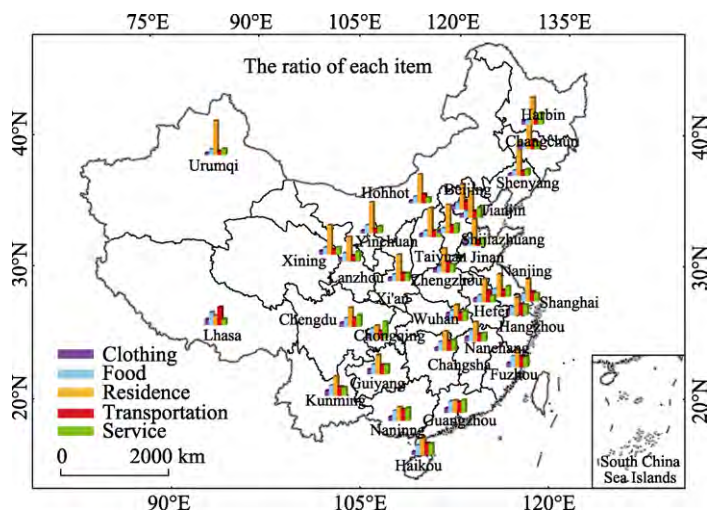 75°E 90°E 105°E 120°E 135°E
The ratio of each item
40°N
40°N
30°N
30°N
20°N
20°N
Harbin
Changchun
Shenyang
Urumqi
Hohhot
Beijing
Tianjin
Yinchuan
Shijiazhuang
Xining
Taiyuan
Jinan
Lanzhou
Zhengzhou
Nanjing
Xi'an
Shanghai
Wuhan
Hefei
Hangzhou
Lhasa
Chengdu
Chongqing
Changsha
Nanchang
Fuzhou
Guiyang
Kunming
Guangzhou
Naninng
Haikou
Clothing
Food
Residence
Transportation
Service
0 2000 km
South China
Sea Islands
90°E 105°E 120°E